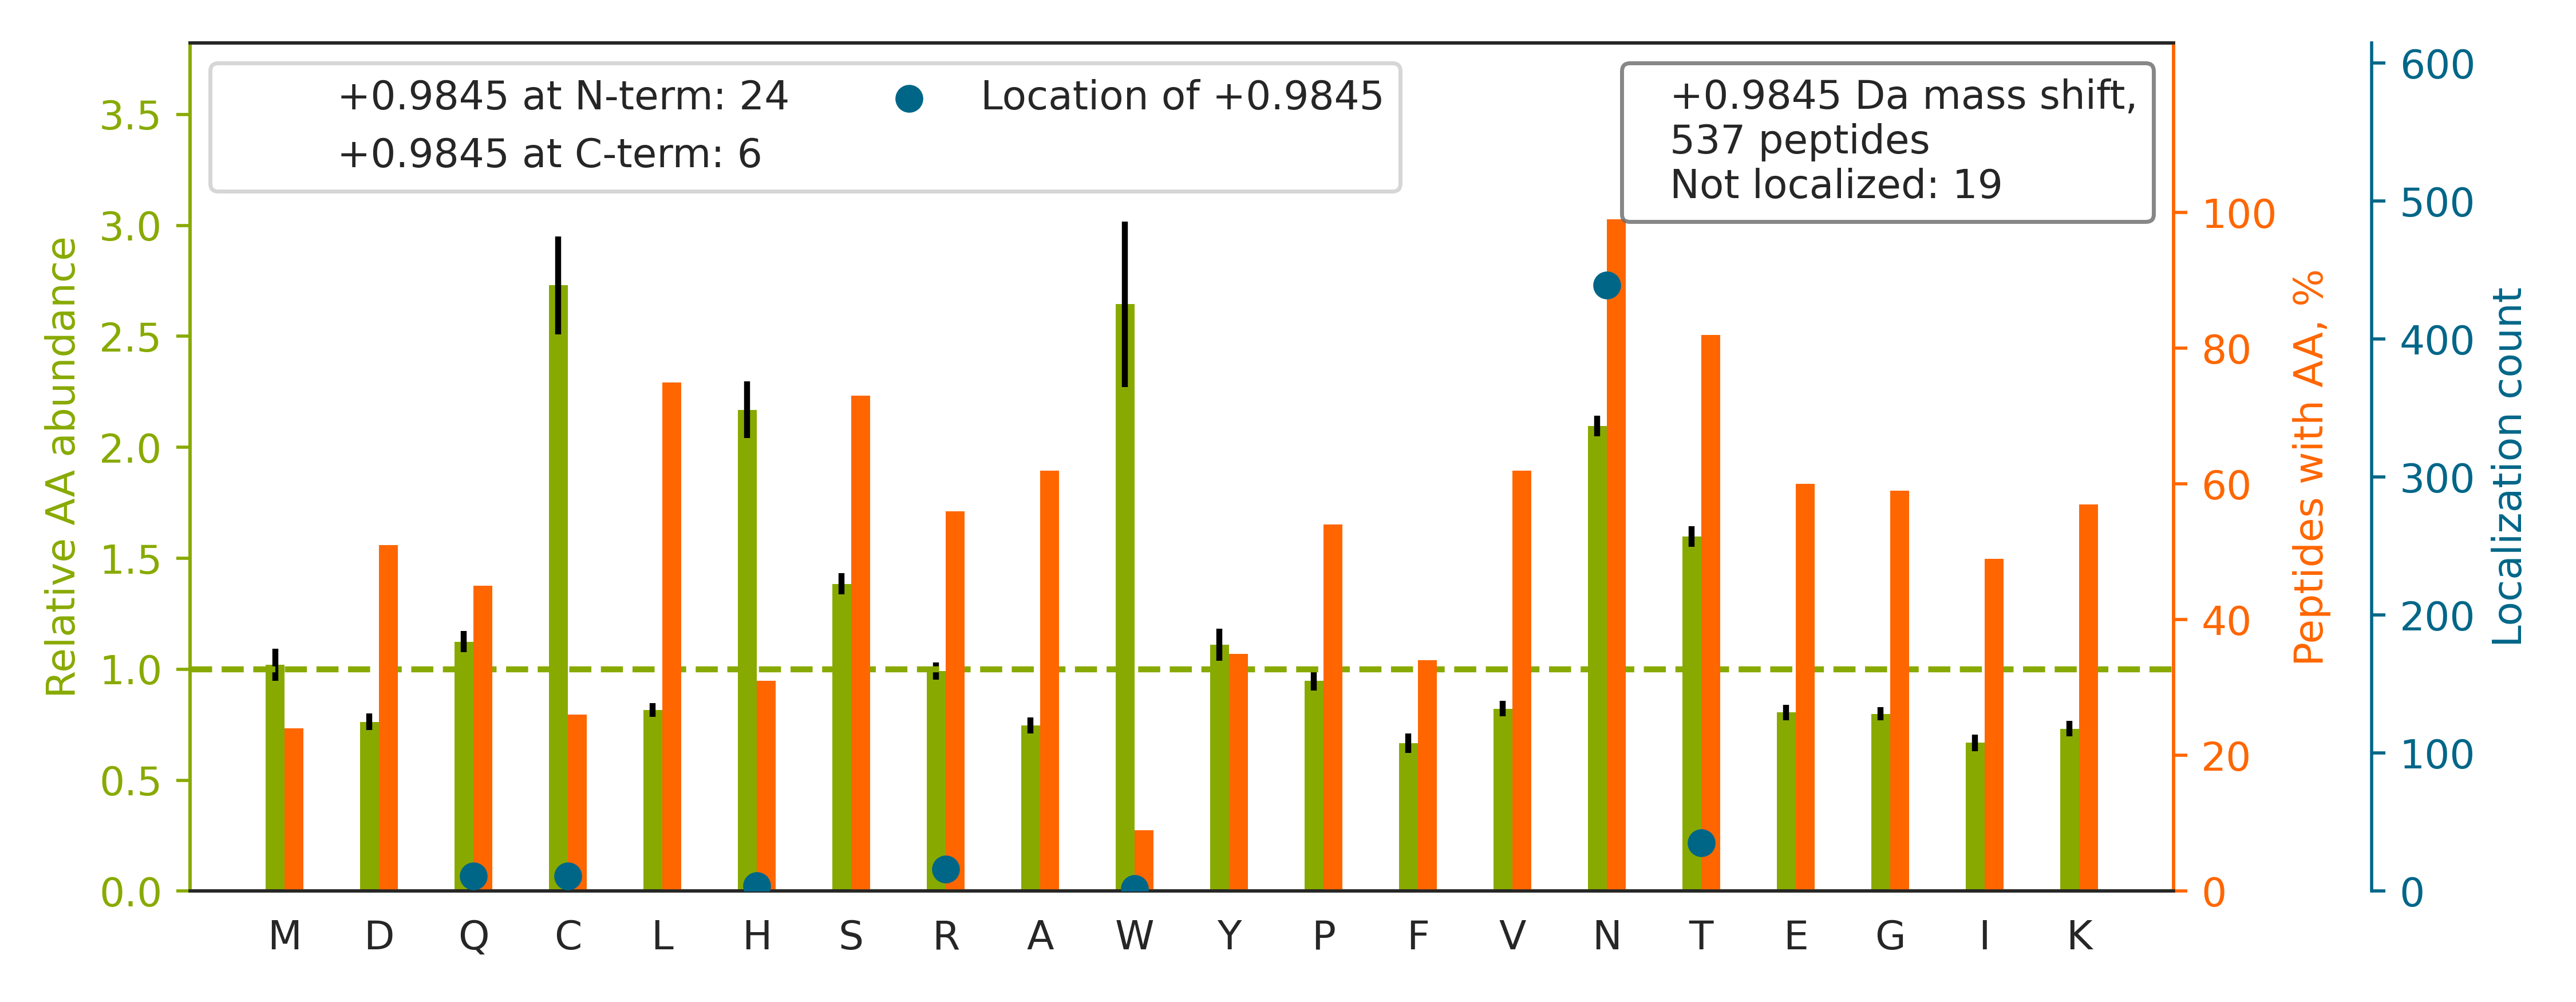 +0.9845 at N-term: 24
+0.9845 at C-term: 6
Location of +0.9845
+0.9845 Da mass shift,
537 peptides
Not localized: 19
Relative AA abundance
3.5
3.0
2.5
2.0
1.5
1.0
0.5
0.0
M D Q C L H S R A W Y P F V N T E G I K
100
80
60
40
20
0
Peptides with AA, %
600
500
400
300
200
100
0
Localization count